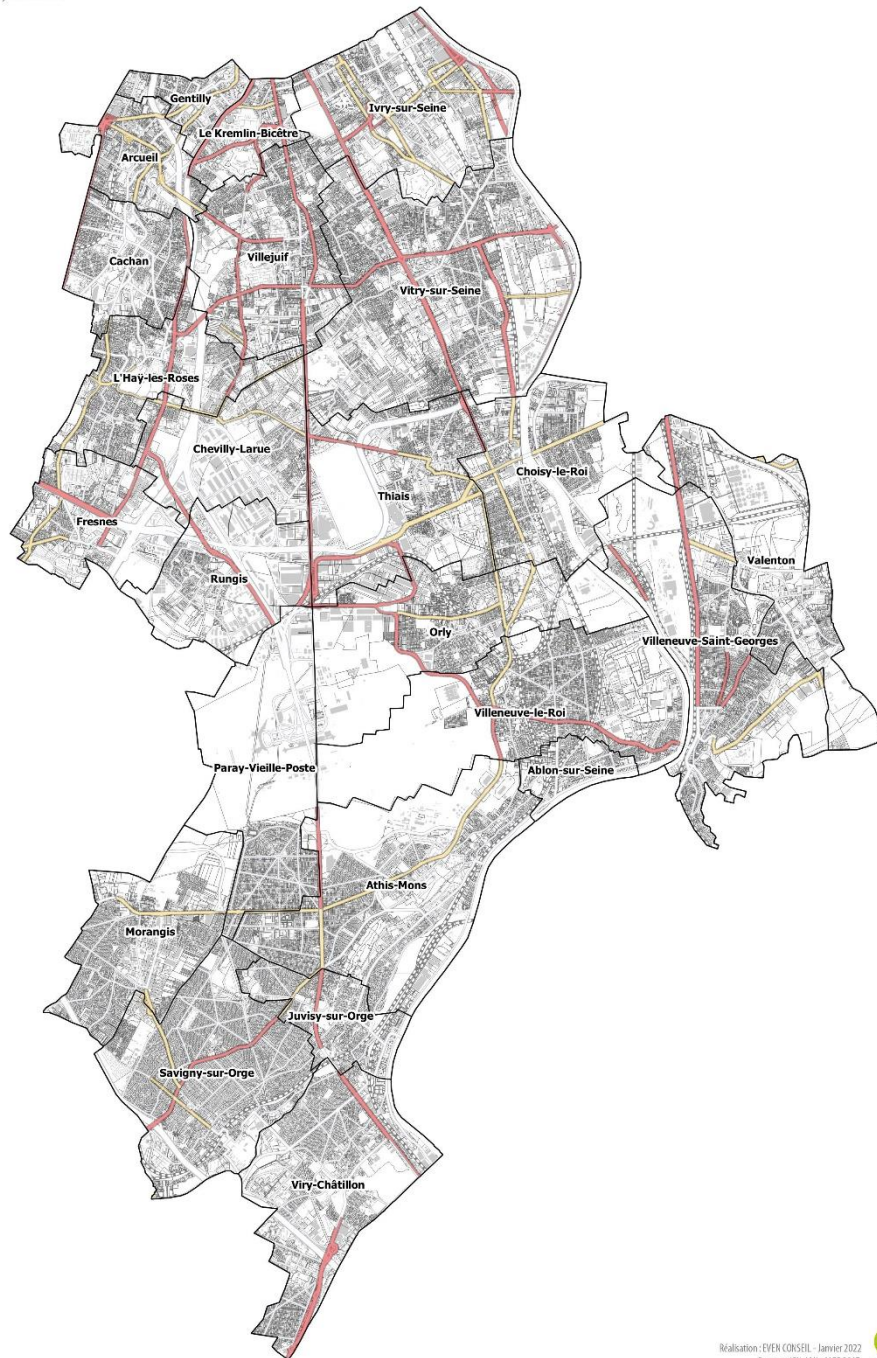 Gentilly
Ivry-sur-Seine
Le Kremlin-Bicêtre
Arcueil
Cachan
Villejuif
Vitry-sur-Seine
L'Haÿ-les-Roses
Chevilly-Larue
Choisy-le-Roi
Thiais
Fresnes
Valenton
Rungis
Orly
Villeneuve-Saint-Georges
Villeneuve-le-Roi
Paray-Vieille-Poste
Ablon-sur-Seine
Athis-Mons
Morangis
Juvisy-sur-Orge
Savigny-sur-Orge
Viry-Châtillon
Réalisation : EVEN CONSEIL - Janvier 2022